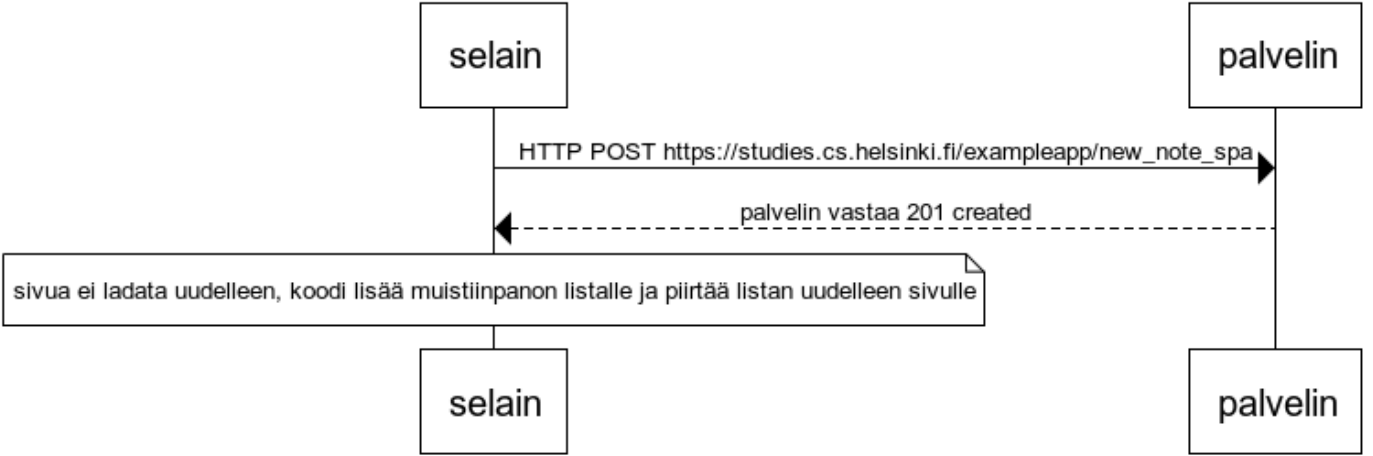 selain
palvelin
HTTP POST https://studies.cs.helsinki.fi/exampleapp/new_note_spa
palvelin vastaa 201 created
sivua ei ladata uudelleen, koodi lisää muistiinpanon listalle ja piirtää listan uudelleen sivulle
selain
palvelin